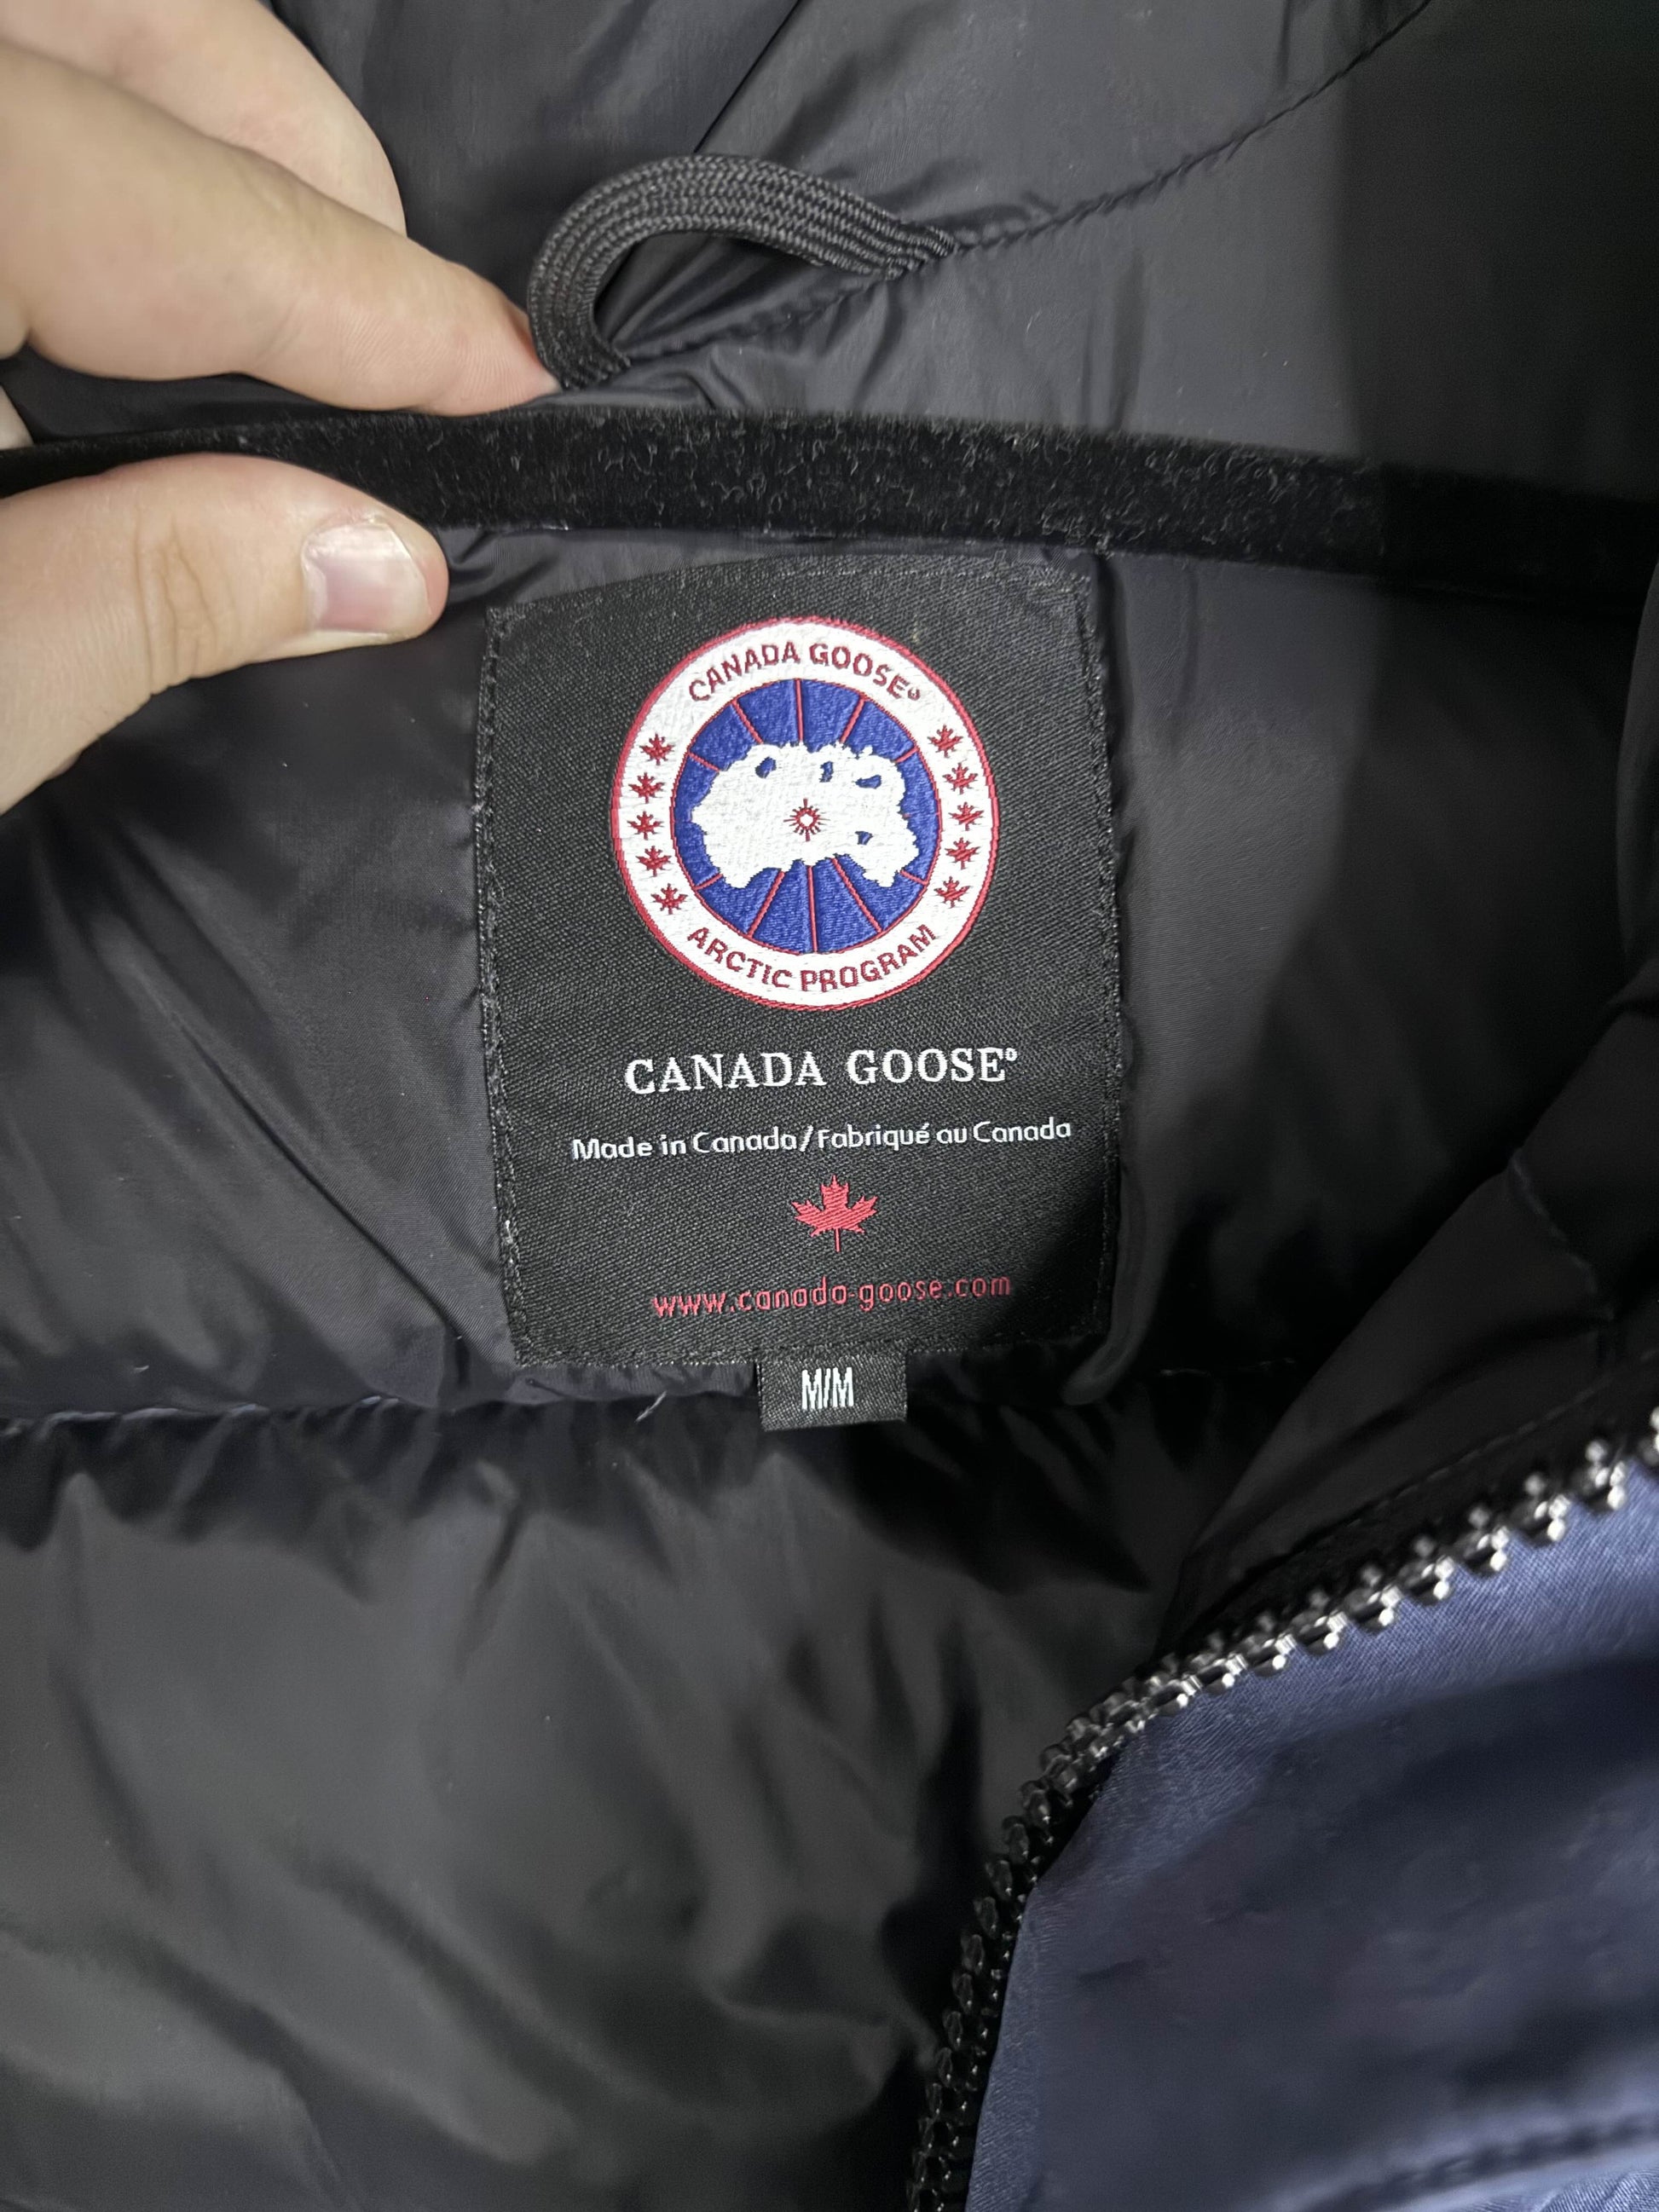 CANADA GOOSE®
ARCTIC PROGRAM
CANADA GOOSE®
Made in Canada/Fabriqué au Canada
www.canada-goose.com
M/M